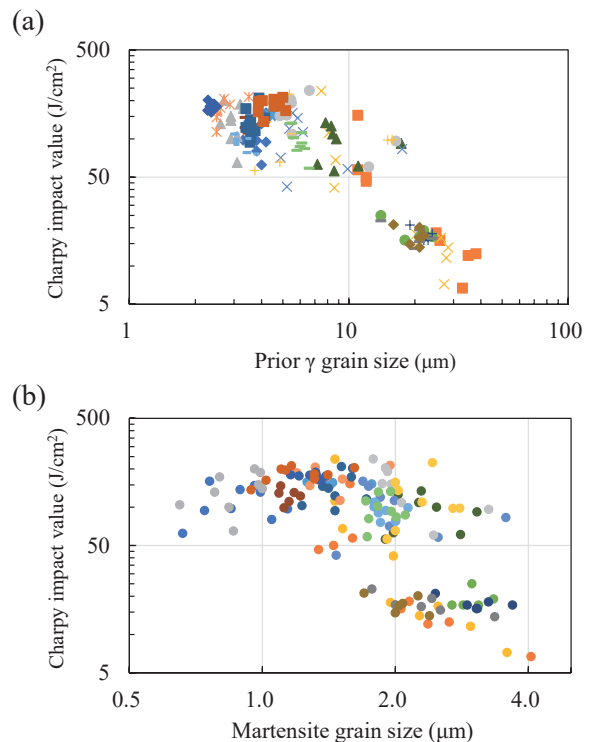 (a)
500
50
5
Charpy impact value (J/cm²)
1
10
100
Prior γ grain size (μm)
(b)
500
50
5
Charpy impact value (J/cm²)
0.5
1.0
2.0
4.0
Martensite grain size (μm)